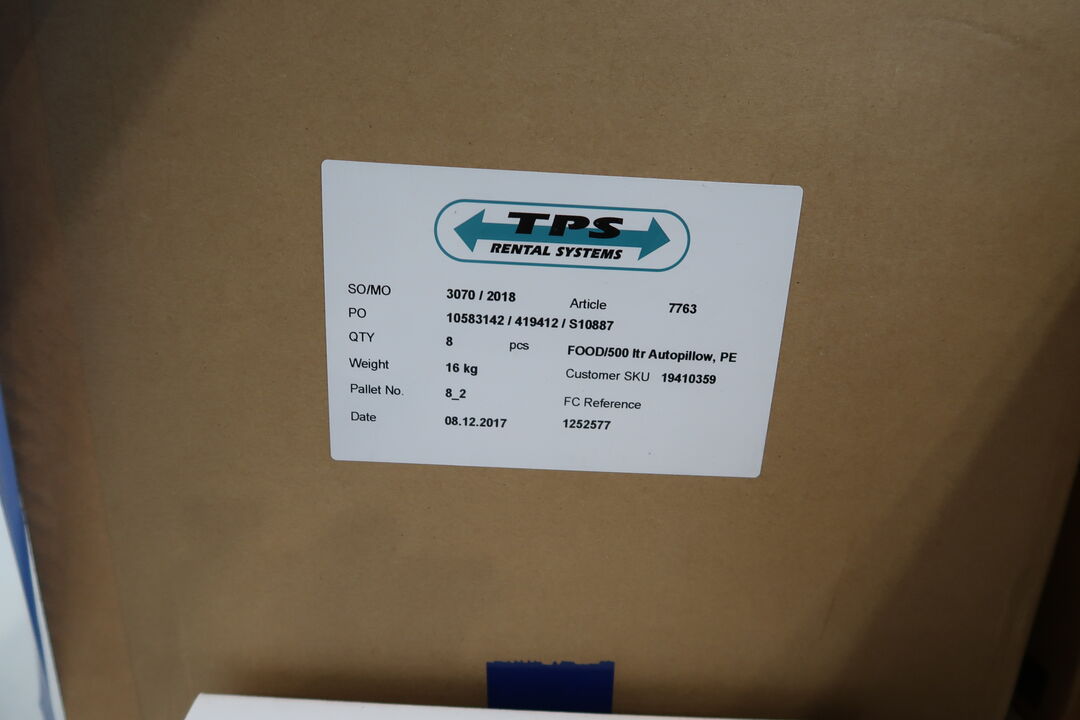 TPS
RENTAL SYSTEMS
SO/MO 3070 / 2018 Article 7763
PO 10583142 / 419412 / S10887
QTY 8 pcs FOOD/500 ltr Autopillow, PE
Weight 16 kg Customer SKU 19410359
Pallet No. 8_2 FC Reference
Date 08.12.2017 1252577